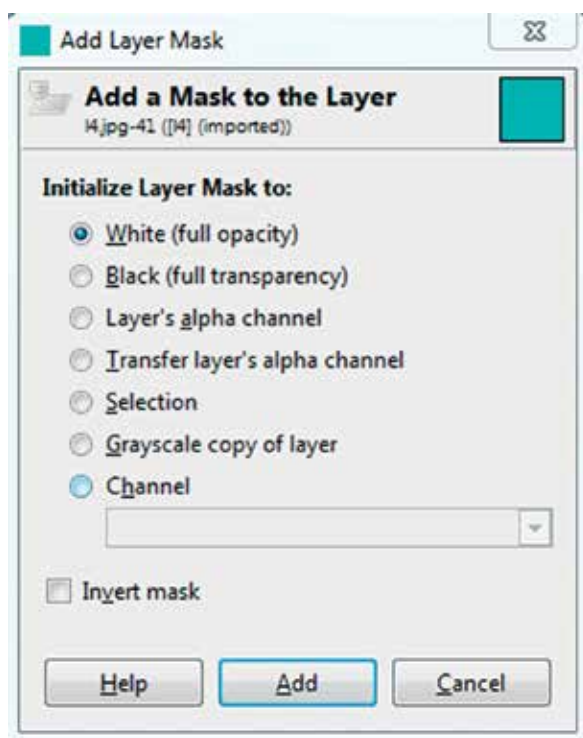 Add Layer Mask
Add a Mask to the Layer
l4.jpg-41 ([l4] (imported))
Initialize Layer Mask to:
White (full opacity)
Black (full transparency)
Layer's alpha channel
Transfer layer's alpha channel
Selection
Grayscale copy of layer
Channel
Invert mask
Help Add Cancel